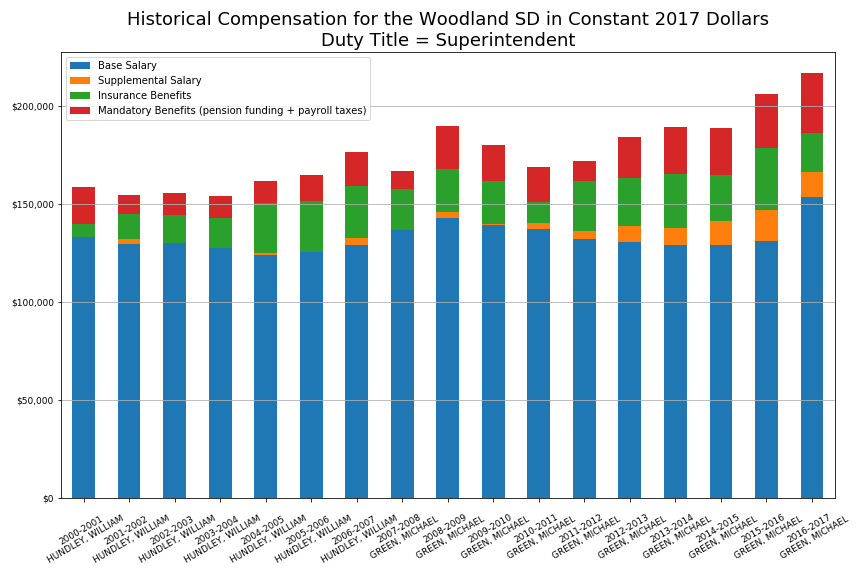 Historical Compensation for the Woodland SD in Constant 2017 Dollars
Duty Title = Superintendent
Base Salary
Supplemental Salary
Insurance Benefits
Mandatory Benefits (pension funding + payroll taxes)
$200,000
$150,000
$100,000
$50,000
$0
2000-2001
HUNDLEY, WILLIAM
2001-2002
HUNDLEY, WILLIAM
2002-2003
HUNDLEY, WILLIAM
2003-2004
HUNDLEY, WILLIAM
2004-2005
HUNDLEY, WILLIAM
2005-2006
HUNDLEY, WILLIAM
2006-2007
HUNDLEY, WILLIAM
2007-2008
GREEN, MICHAEL
2008-2009
GREEN, MICHAEL
2009-2010
GREEN, MICHAEL
2010-2011
GREEN, MICHAEL
2011-2012
GREEN, MICHAEL
2012-2013
GREEN, MICHAEL
2013-2014
GREEN, MICHAEL
2014-2015
GREEN, MICHAEL
2015-2016
GREEN, MICHAEL
2016-2017
GREEN, MICHAEL